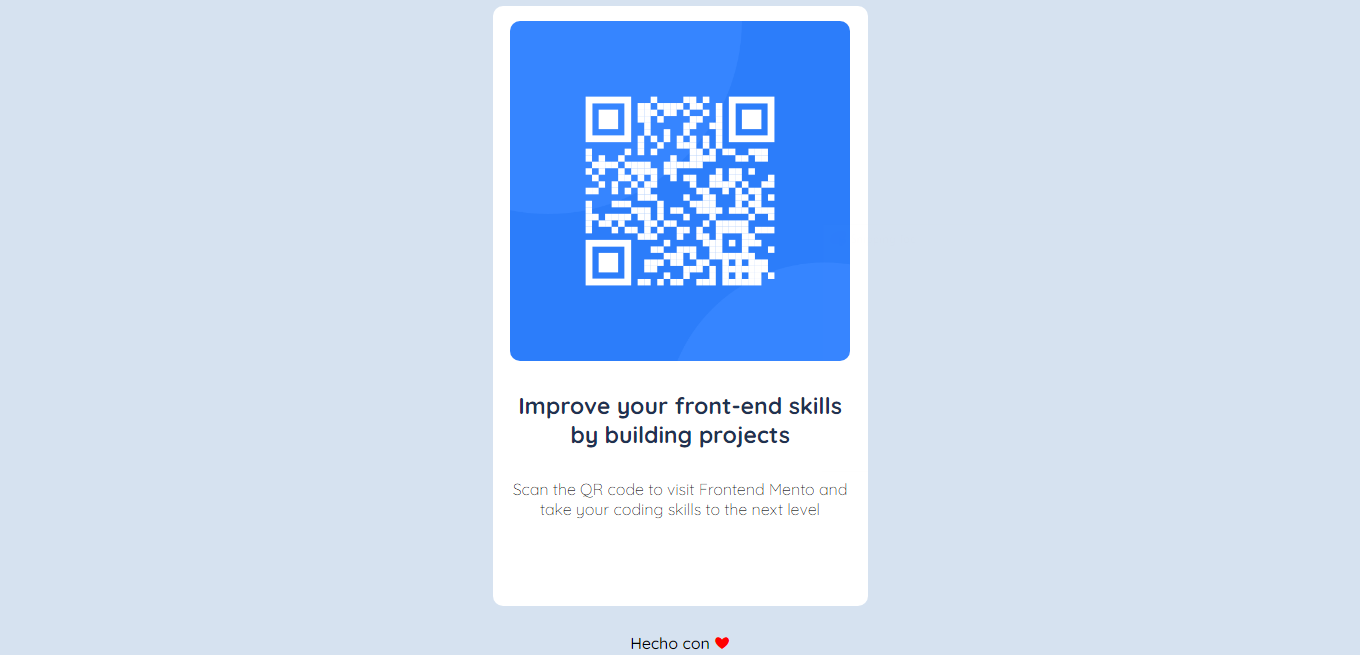 Improve your front-end skills
by building projects
Scan the QR code to visit Frontend Mento and
take your coding skills to the next level
Hecho con ❤